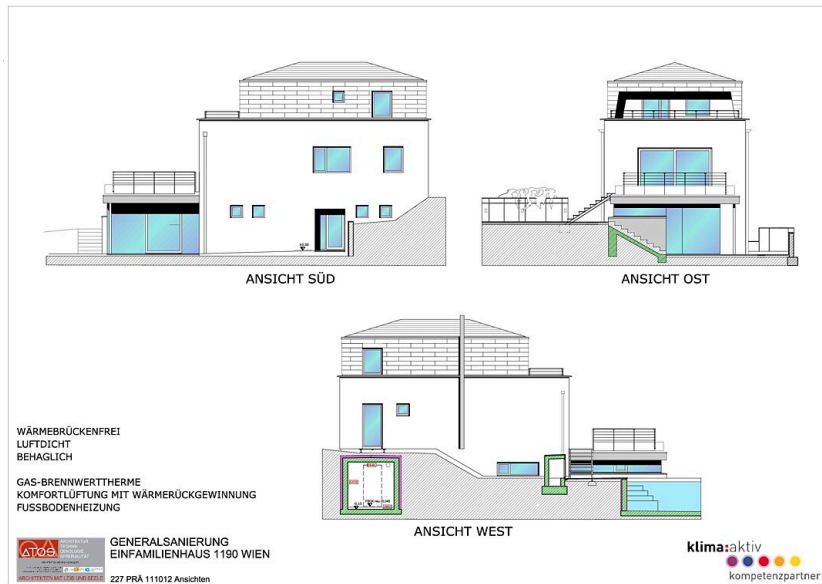 ANSICHT SÜD
ANSICHT OST
ANSICHT WEST
WÄRMEBRÜCKENFREI
LUFTDICHT
BEHAGLICH
GAS-BRENNWERTTHERME
KOMFORTLÜFTUNG MIT WÄRMERÜCKGEWINNUNG
FUSSBODENHEIZUNG
ATOS
ARCHITEKTEN MIT LEIB UND SEELE
GENERALSANIERUNG
EINFAMILIENHAUS 1190 WIEN
227 PRÄ 111012 Ansichten
klima:aktiv
kompetenzpartner